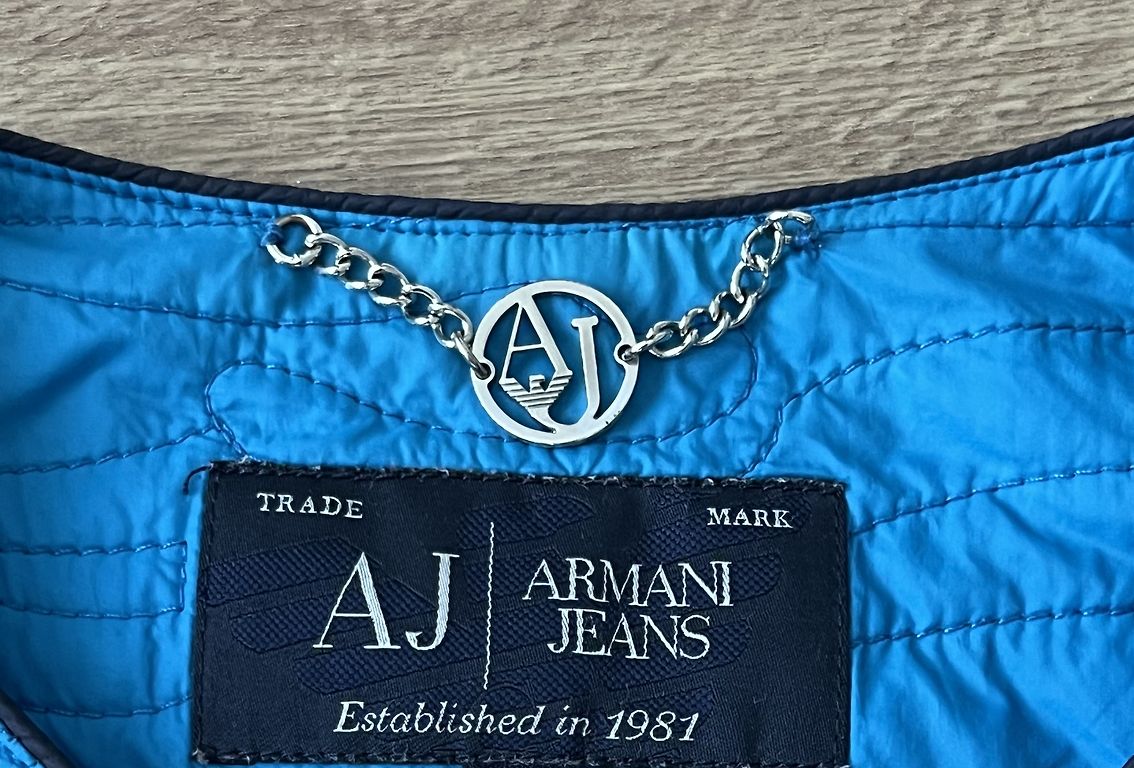 AJ
TRADE MARK
AJ
ARMANI
JEANS
Established in 1981